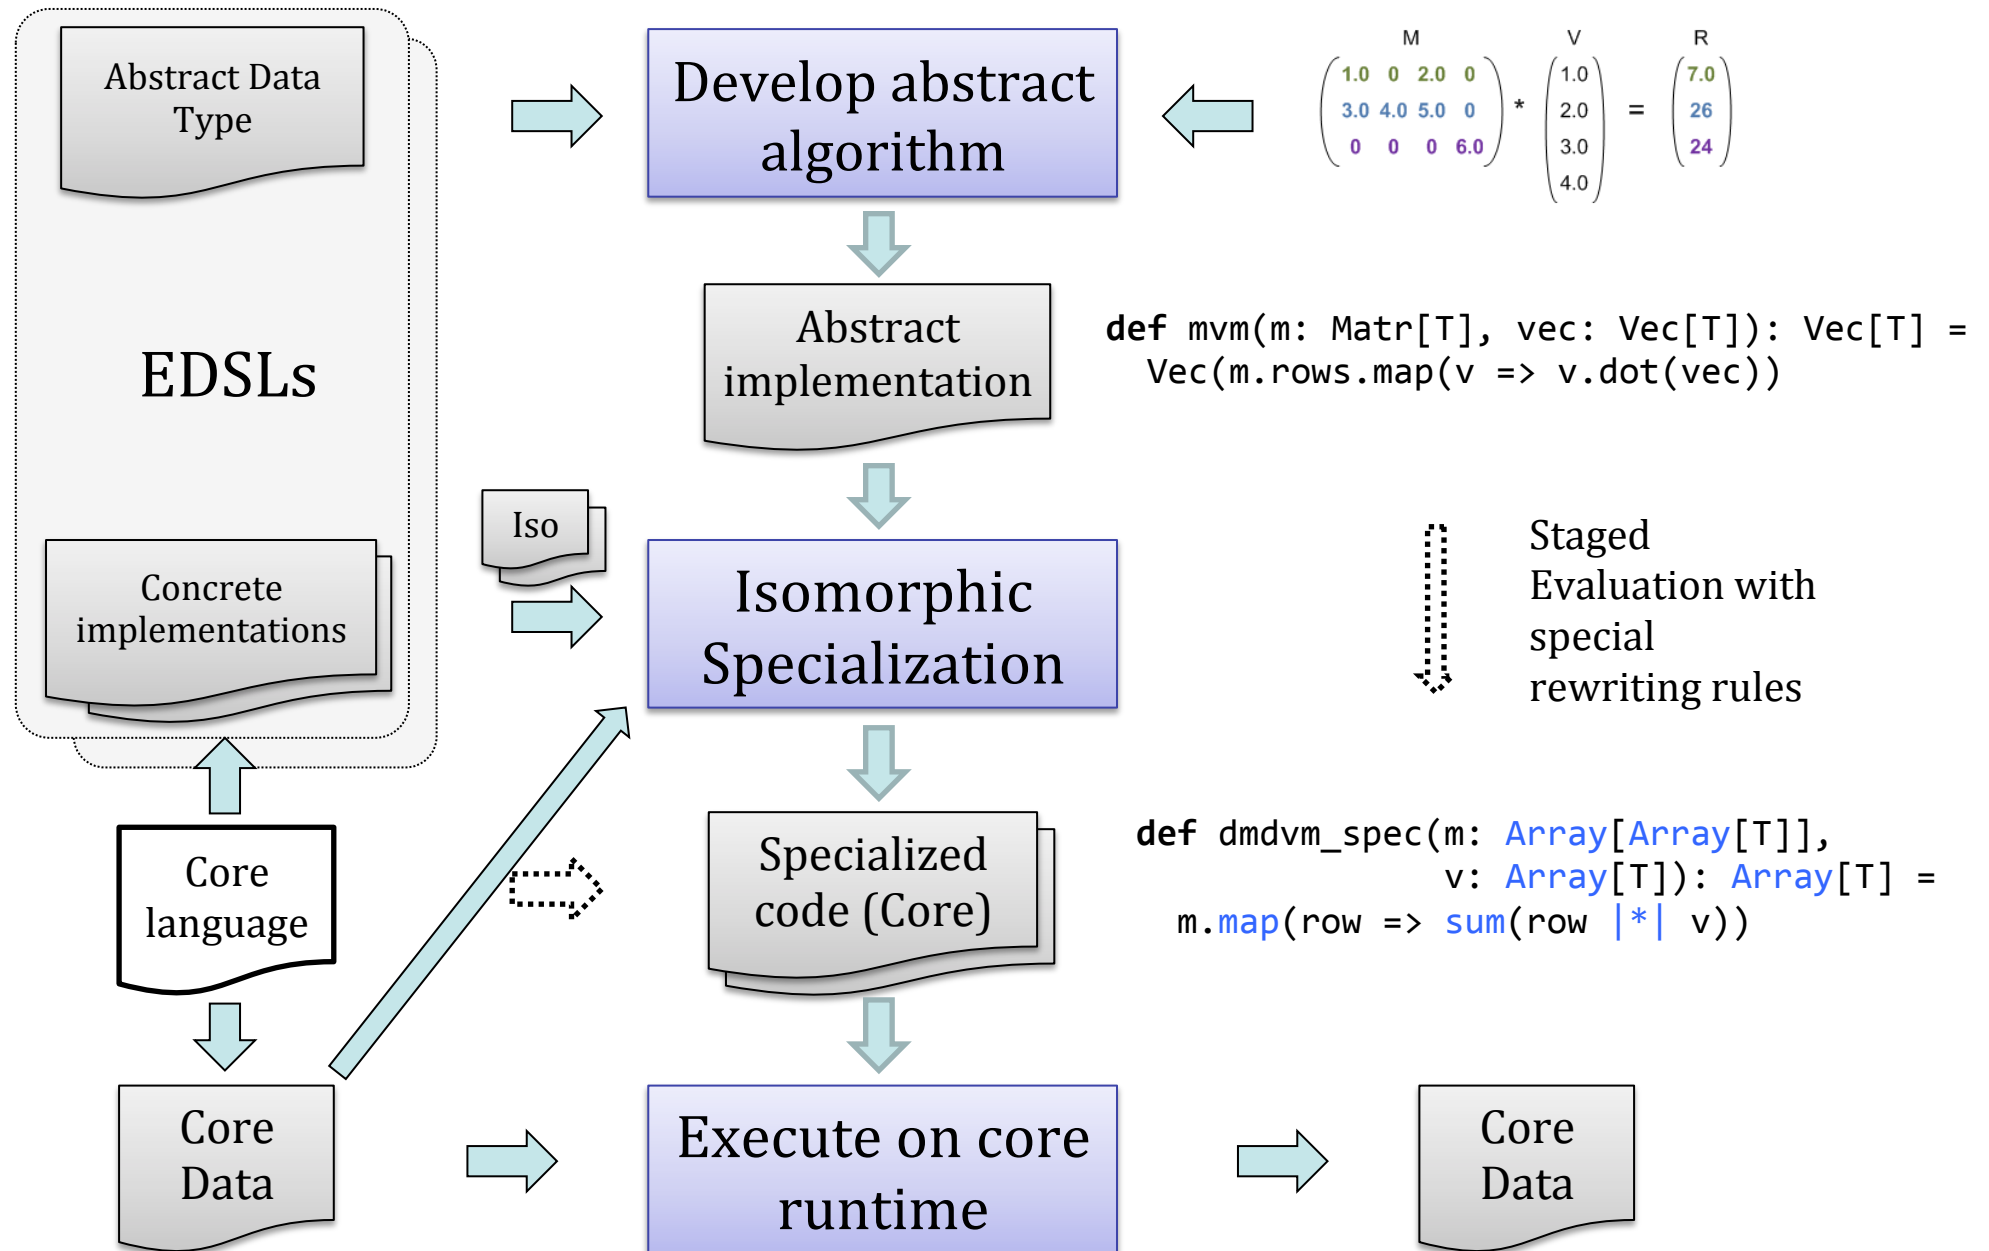 Abstract Data
Type
EDSLs
Concrete
implementations
Core
language
Core
Data
Iso
Develop abstract
algorithm
Abstract
implementation
Isomorphic
Specialization
Specialized
code (Core)
Execute on core
runtime
M V R
1.0 0 2.0 0 1.0 7.0
3.0 4.0 5.0 0 * 2.0 = 26
0 0 0 6.0 3.0 24
4.0
def mvm(m: Matr[T], vec: Vec[T]): Vec[T] =
Vec(m.rows.map(v => v.dot(vec))
Staged
Evaluation with
special
rewriting rules
def dmdvm_spec(m: Array[Array[T]],
v: Array[T]): Array[T] =
m.map(row => sum(row |*| v))
Core
Data